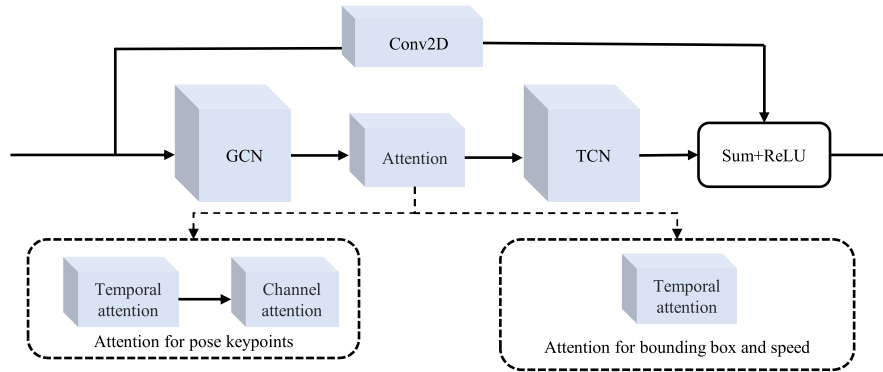 Conv2D
GCN
Attention
TCN
Sum+ReLU
Temporal
attention
Channel
attention
Attention for pose keypoints
Temporal
attention
Attention for bounding box and speed